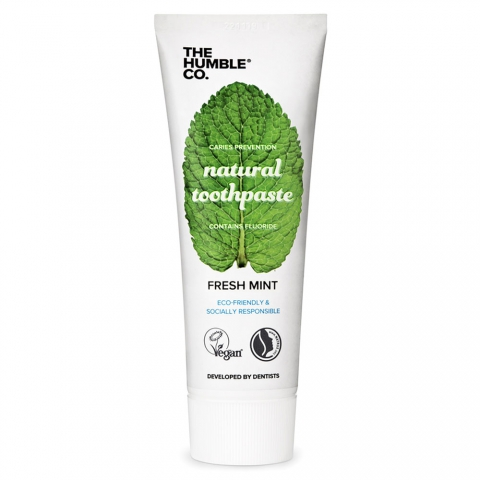 THE
HUMBLE®
CO.
CARIES PREVENTION
natural
toothpaste
CONTAINS FLUORIDE
FRESH MINT
ECO-FRIENDLY &
SOCIALLY RESPONSIBLE
Vegan
DEVELOPED BY DENTISTS